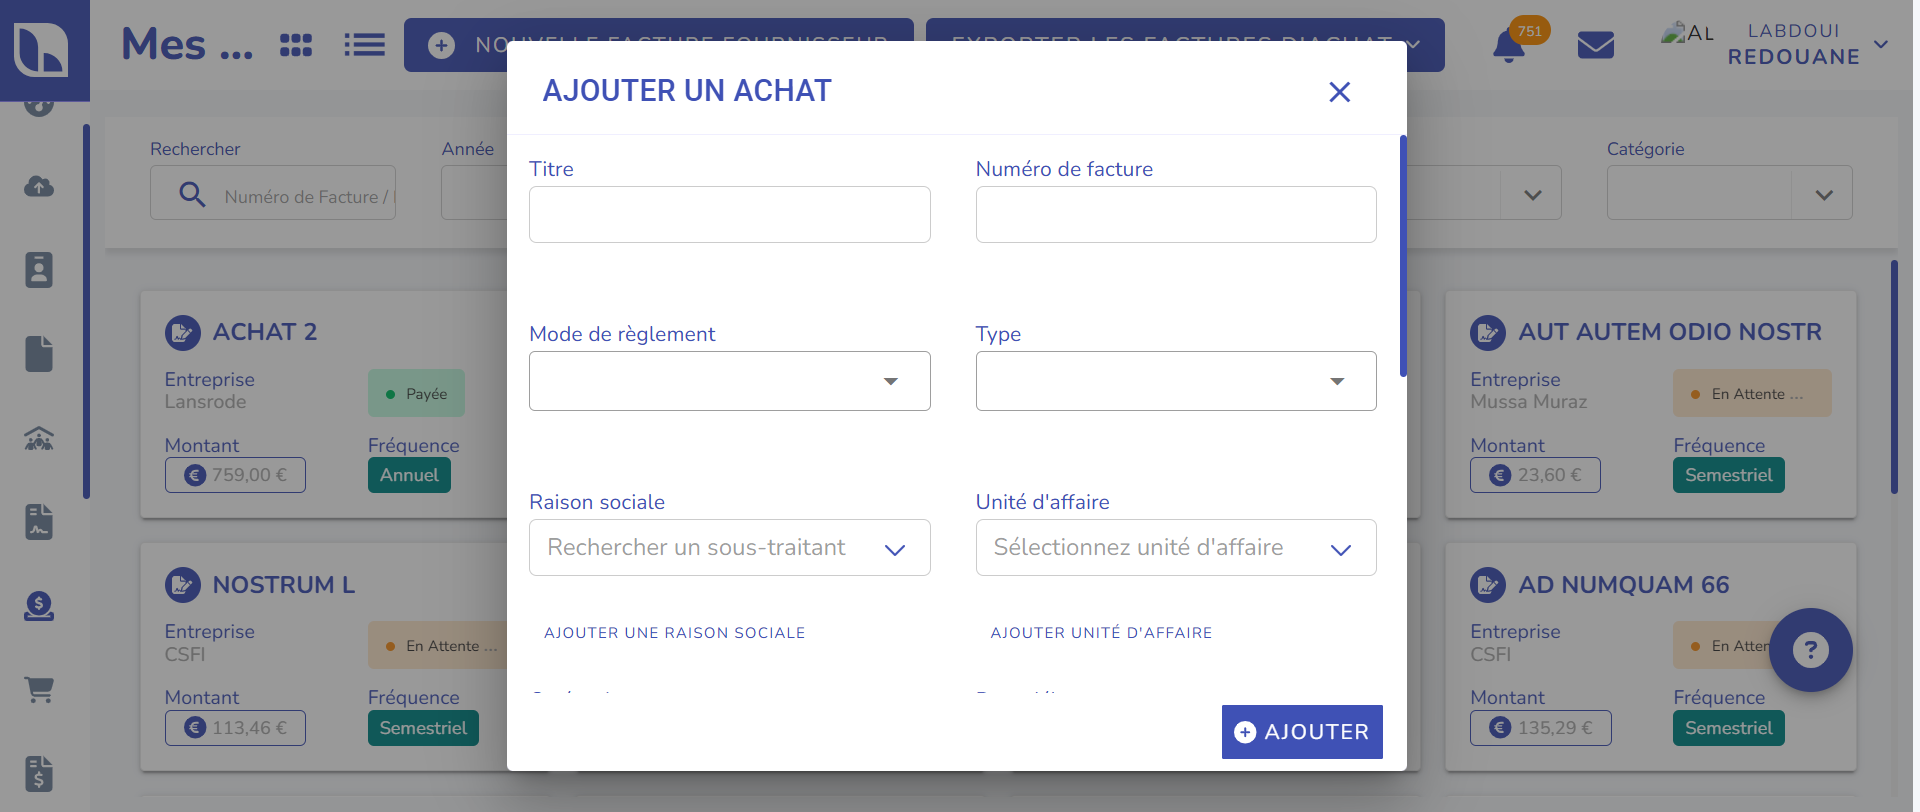 Mes ...
NOUVELLE FACTURE FOURNISSEUR
EXPORTER LES FACTURES D'ACHAT
751
AL
LABDOUI
REDOUANE
AJOUTER UN ACHAT
Rechercher
Année
Catégorie
Numéro de Facture /
Titre
Numéro de facture
Mode de règlement
Type
Raison sociale
Unité d'affaire
Rechercher un sous-traitant
Sélectionnez unité d'affaire
AJOUTER UNE RAISON SOCIALE
AJOUTER UNITÉ D'AFFAIRE
AJOUTER
ACHAT 2
Entreprise
Lansrode
Payée
Montant
Fréquence
759,00 €
Annuel
AUT AUTEM ODIO NOSTR
Entreprise
Mussa Muraz
En Attente ...
Montant
Fréquence
23,60 €
Semestriel
NOSTRUM L
Entreprise
CSFI
En Attente ...
Montant
Fréquence
113,46 €
Semestriel
AD NUMQUAM 66
Entreprise
CSFI
En Atten
Montant
Fréquence
135,29 €
Semestriel